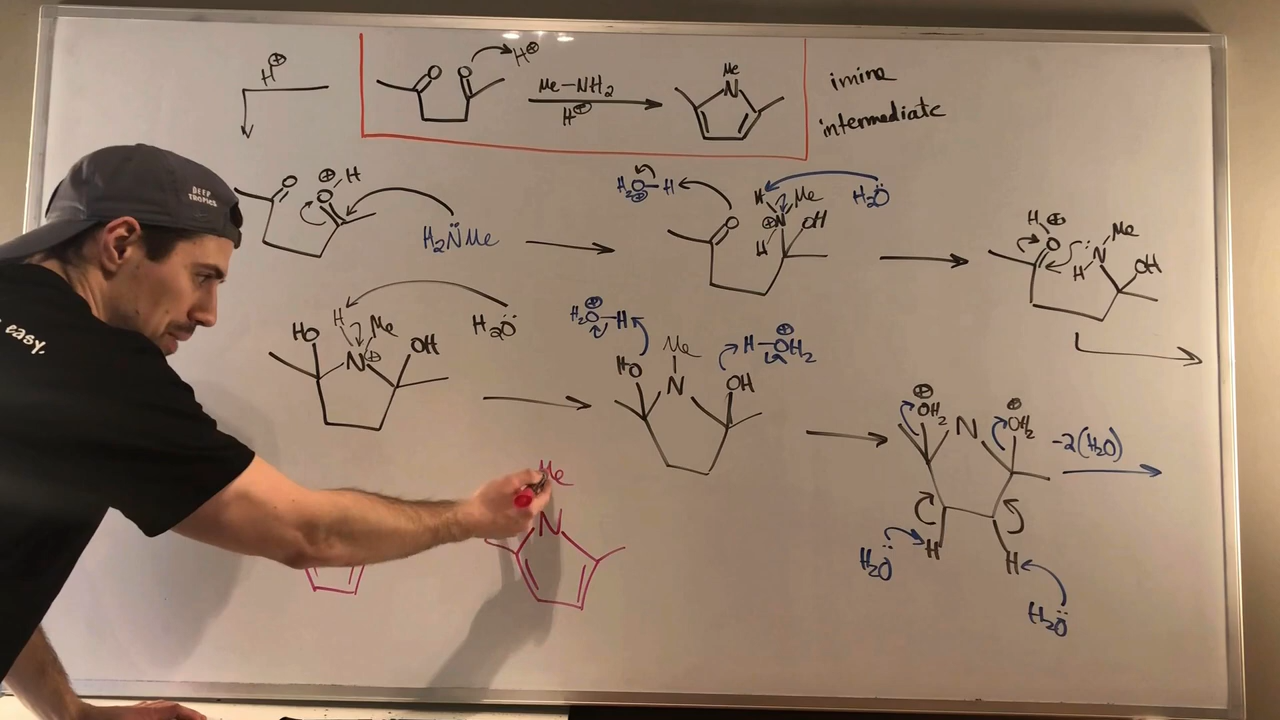 H⊕
O O H⊕
Me-NH2
H⊕
Me
N
imine
intermediate
DEEP
TROPICS
O O⊕ H
H2N̈Me
H2O⊕-H
O
H Me
⊕N
H
OH
H2Ö
H ⊕
O
N̈ Me
H
OH
easy.
HO
H Me
N⊕
OH
H2Ö
H2O⊕-H
HO
Me
N
OH
H-O⊕H2
⊕
OH2
N
⊕
OH2
-2(H2O)
H2Ö
H
H
H2Ö
Me
N